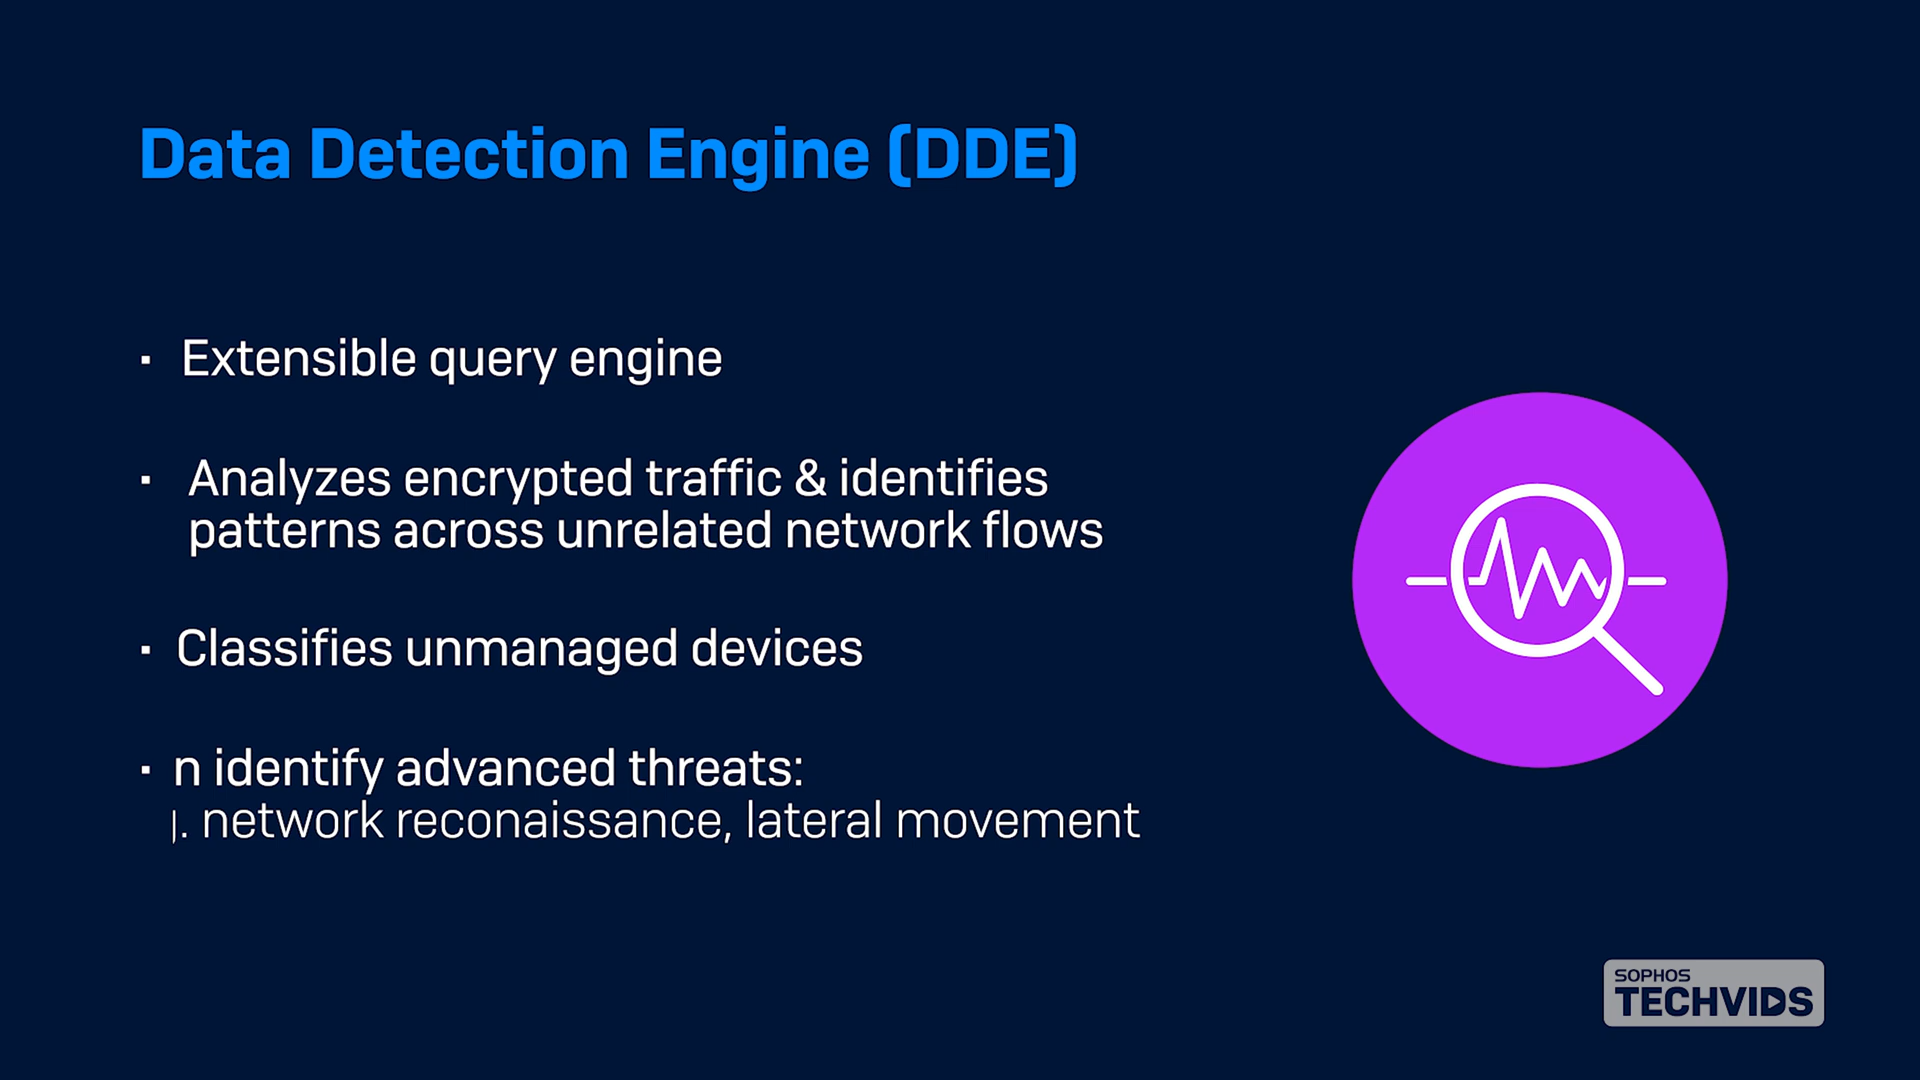 Data Detection Engine (DDE)
· Extensible query engine
· Analyzes encrypted traffic & identifies
patterns across unrelated network flows
· Classifies unmanaged devices
· n identify advanced threats:
. network reconaissance, lateral movement
SOPHOS
TECHVIDS